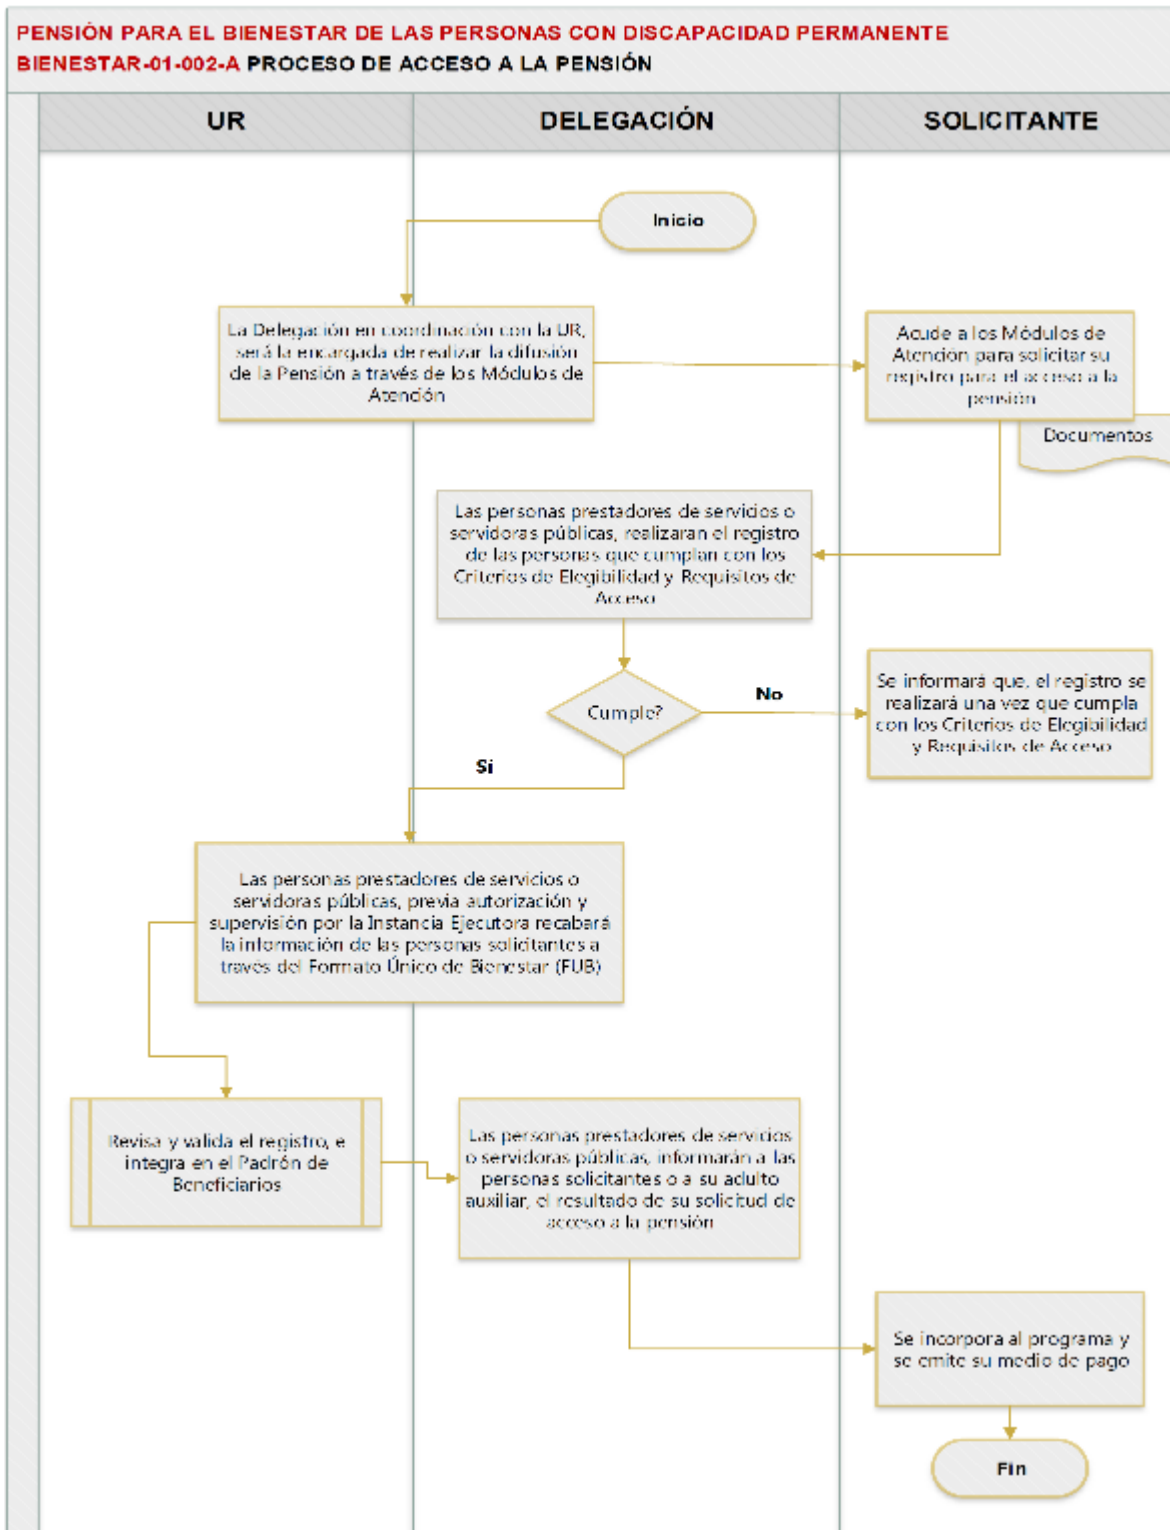 PENSIÓN PARA EL BIENESTAR DE LAS PERSONAS CON DISCAPACIDAD PERMANENTE
BIENESTAR-01-002-A PROCESO DE ACCESO A LA PENSIÓN
UR
DELEGACIÓN
SOLICITANTE
Inicio
La Delegación en coordinación con la UR,
será la encargada de realizar la difusión
de la Pensión a través de los Módulos de
Atención
Acude a los Módulos de
Atención para solicitar su
registro para el acceso a la
pensión
Documentos
Las personas prestadores de servicios o
servidoras públicas, realizaran el registro
de las personas que cumplan con los
Criterios de Elegibilidad y Requisitos de
Acceso
Cumple?
No
Se informará que, el registro se
realizará una vez que cumpla
con los Criterios de Elegibilidad
y Requisitos de Acceso
Sí
Las personas prestadores de servicios o
servidoras públicas, previa autorización y
supervisión por la Instancia Ejecutora recabará
la información de las personas solicitantes a
través del Formato Único de Bienestar (FUB)
Revisa y valida el registro, e
integra en el Padrón de
Beneficiarios
Las personas prestadores de servicios
o servidoras públicas, informarán a las
personas solicitantes o a su adulto
auxiliar, el resultado de su solicitud de
acceso a la pensión
Se incorpora al programa y
se emite su medio de pago
Fin